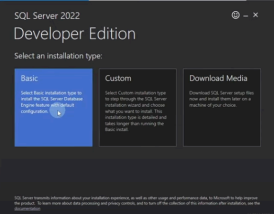 SQL Server 2022
Developer Edition
Select an installation type:
Basic
Select Basic installation type to
install the SQL Server Database
Engine feature with default
configuration.
Custom
Select Custom installation type
to step through the SQL Server
installation wizard and choose
what you want to install. This
installation type is detailed and
takes longer than running the
Basic install.
Download Media
Download SQL Server setup files
now and install them later on a
machine of your choice.
SQL Server transmits information about your installation experience, as well as other usage and performance data, to Microsoft to help improve
the product. To learn more about data processing and privacy controls, and to turn off the collection of this information after installation, see the
documentation